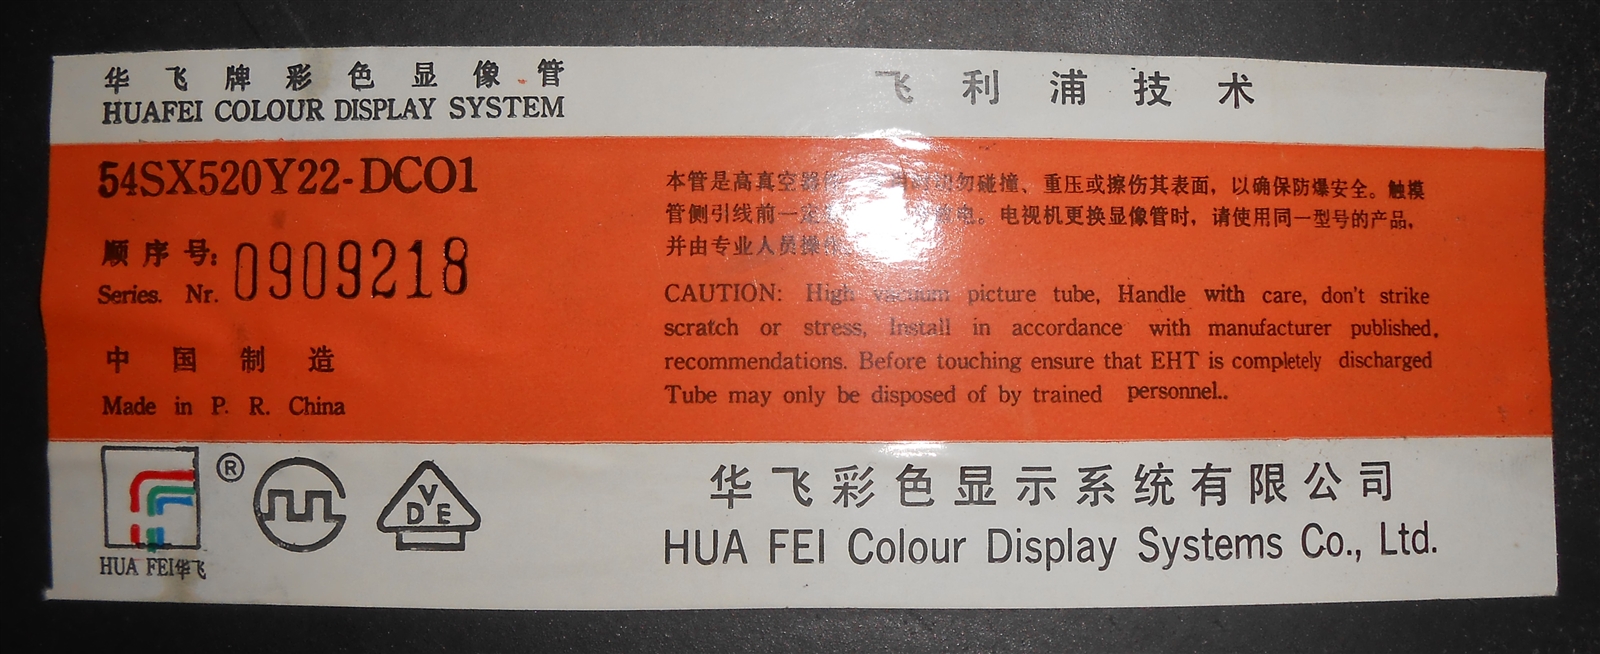 华飞牌彩色显像管
HUAFEI COLOUR DISPLAY SYSTEM
飞利浦技术
54SX520Y22-DC01
顺序号:
Series. Nr. 0909218
中国制造
Made in P. R. China
本管是高真空器 勿碰撞、重压或擦伤其表面，以确保防爆安全。触摸
管侧引线前一 电。电视机更换显像管时，请使用同一型号的产品，
并由专业人员操
CAUTION: High vacuum picture tube, Handle with care, don't strike
scratch or stress, Install in accordance with manufacturer published,
recommendations. Before touching ensure that EHT is completely discharged
Tube may only be disposed of by trained personnel..
HUA FEI华飞
®
VDE
华飞彩色显示系统有限公司
HUA FEI Colour Display Systems Co., Ltd.